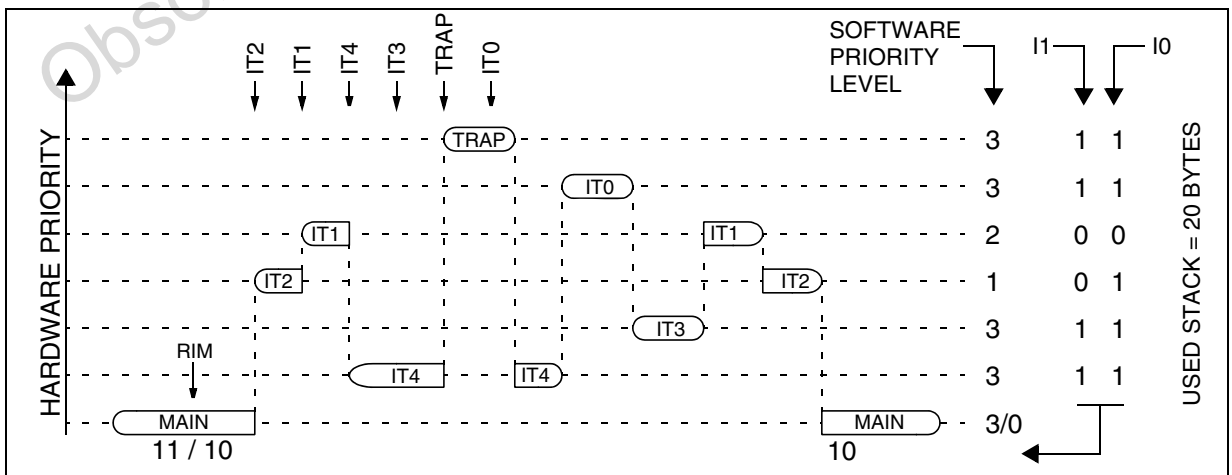 Obso
IT2
IT1
IT4
IT3
TRAP
IT0
SOFTWARE
PRIORITY
LEVEL
I1
I0
HARDWARE PRIORITY
TRAP
3
1 1
IT0
3
1 1
IT1
IT1
2
0 0
IT2
IT2
1
0 1
IT3
3
1 1
RIM
IT4
IT4
3
1 1
MAIN
MAIN
3/0
11 / 10
10
USED STACK = 20 BYTES